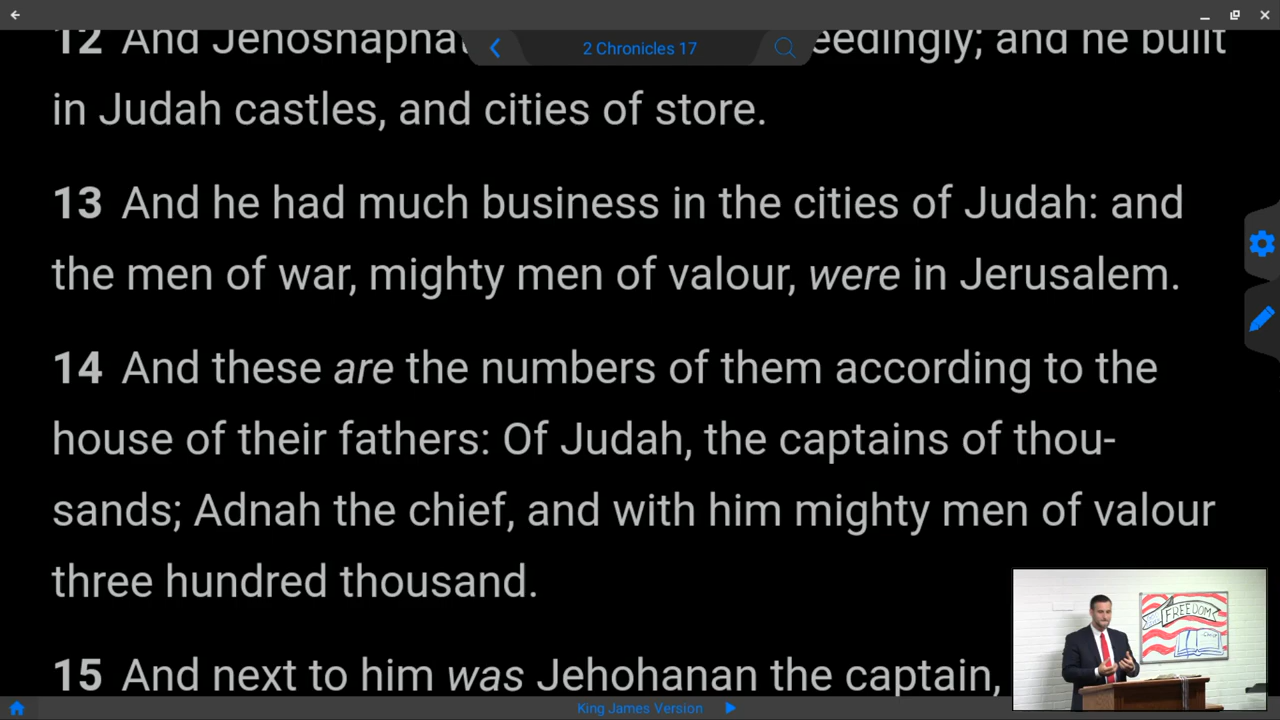 2 Chronicles 17
12 And Jehoshaphat eedingly; and he built
in Judah castles, and cities of store.
13 And he had much business in the cities of Judah: and
the men of war, mighty men of valour, were in Jerusalem.
14 And these are the numbers of them according to the
house of their fathers: Of Judah, the captains of thou-
sands; Adnah the chief, and with him mighty men of valour
three hundred thousand.
15 And next to him was Jehohanan the captain,
FREEDOM
King James Version